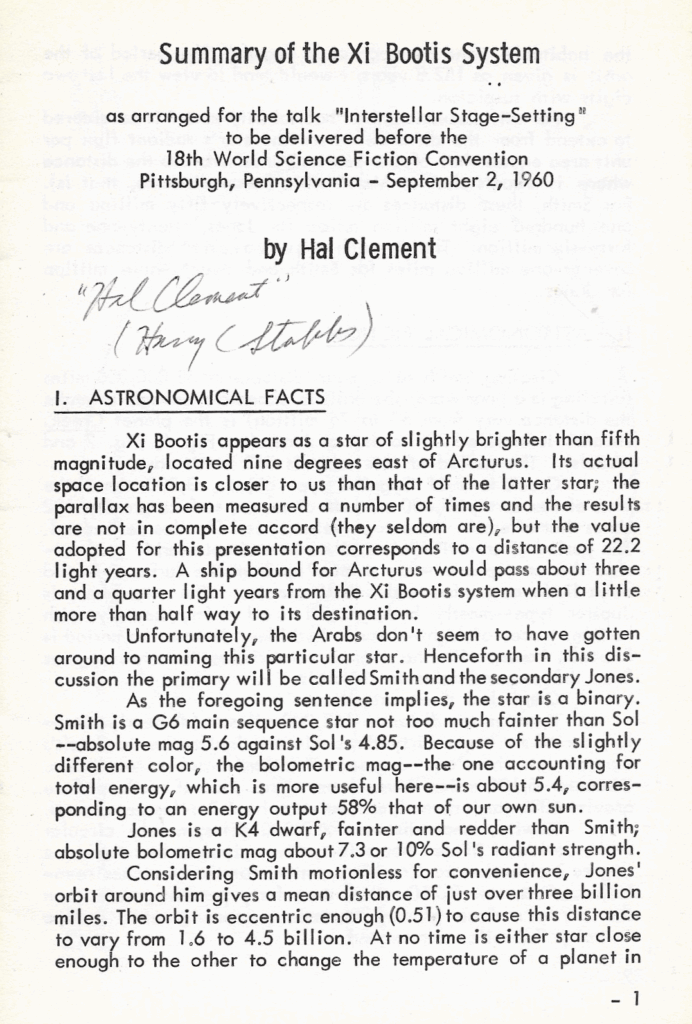 Summary of the Xi Bootis System
as arranged for the talk "Interstellar Stage-Setting"
to be delivered before the
18th World Science Fiction Convention
Pittsburgh, Pennsylvania - September 2, 1960
by Hal Clement
"Hal Clement"
(Harry C Stubbs)
I. ASTRONOMICAL FACTS
Xi Bootis appears as a star of slightly brighter than fifth
magnitude, located nine degrees east of Arcturus. Its actual
space location is closer to us than that of the latter star; the
parallax has been measured a number of times and the results
are not in complete accord (they seldom are), but the value
adopted for this presentation corresponds to a distance of 22.2
light years. A ship bound for Arcturus would pass about three
and a quarter light years from the Xi Bootis system when a little
more than half way to its destination.
Unfortunately, the Arabs don't seem to have gotten
around to naming this particular star. Henceforth in this dis-
cussion the primary will be called Smith and the secondary Jones.
As the foregoing sentence implies, the star is a binary.
Smith is a G6 main sequence star not too much fainter than Sol
--absolute mag 5.6 against Sol's 4.85. Because of the slightly
different color, the bolometric mag--the one accounting for
total energy, which is more useful here--is about 5.4, corres-
ponding to an energy output 58% that of our own sun.
Jones is a K4 dwarf, fainter and redder than Smith;
absolute bolometric mag about 7.3 or 10% Sol's radiant strength.
Considering Smith motionless for convenience, Jones'
orbit around him gives a mean distance of just over three billion
miles. The orbit is eccentric enough (0.51) to cause this distance
to vary from 1.6 to 4.5 billion. At no time is either star close
enough to the other to change the temperature of a planet in
- 1